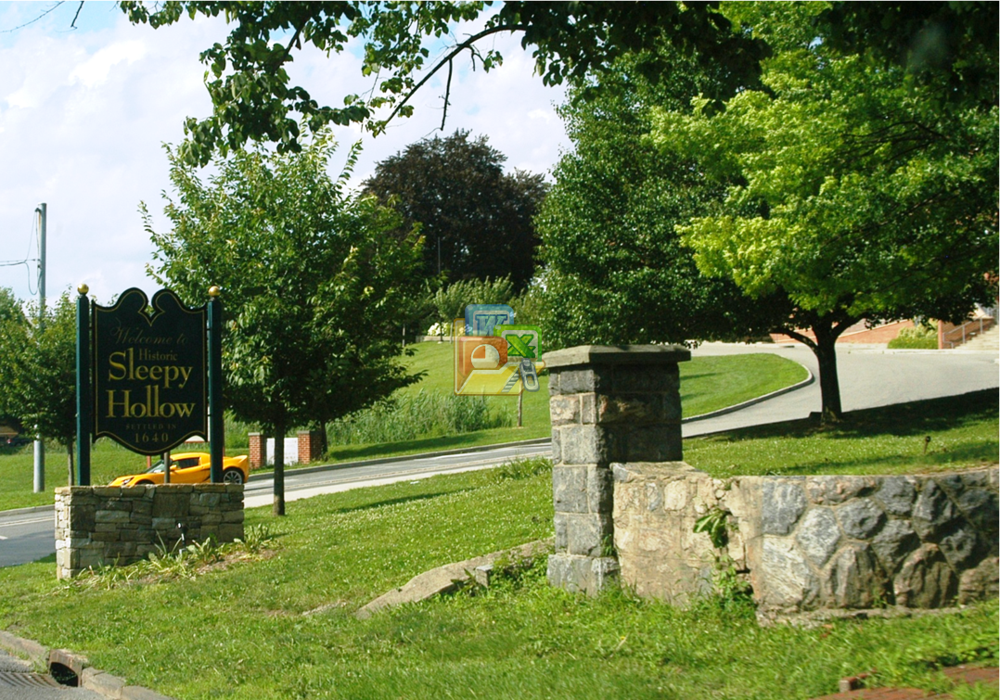 Welcome to
Historic
Sleepy
Hollow
SETTLED IN
1640
W
X